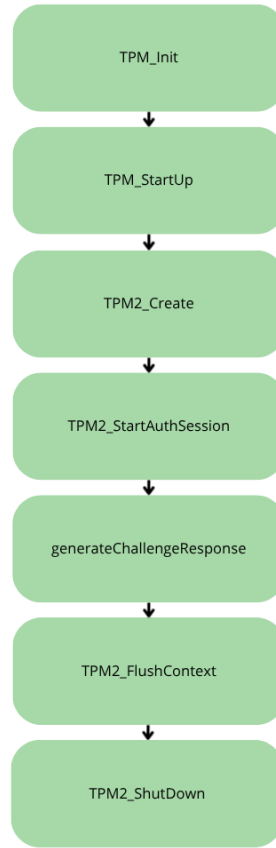 TPM_Init
TPM_StartUp
TPM2_Create
TPM2_StartAuthSession
generateChallengeResponse
TPM2_FlushContext
TPM2_ShutDown